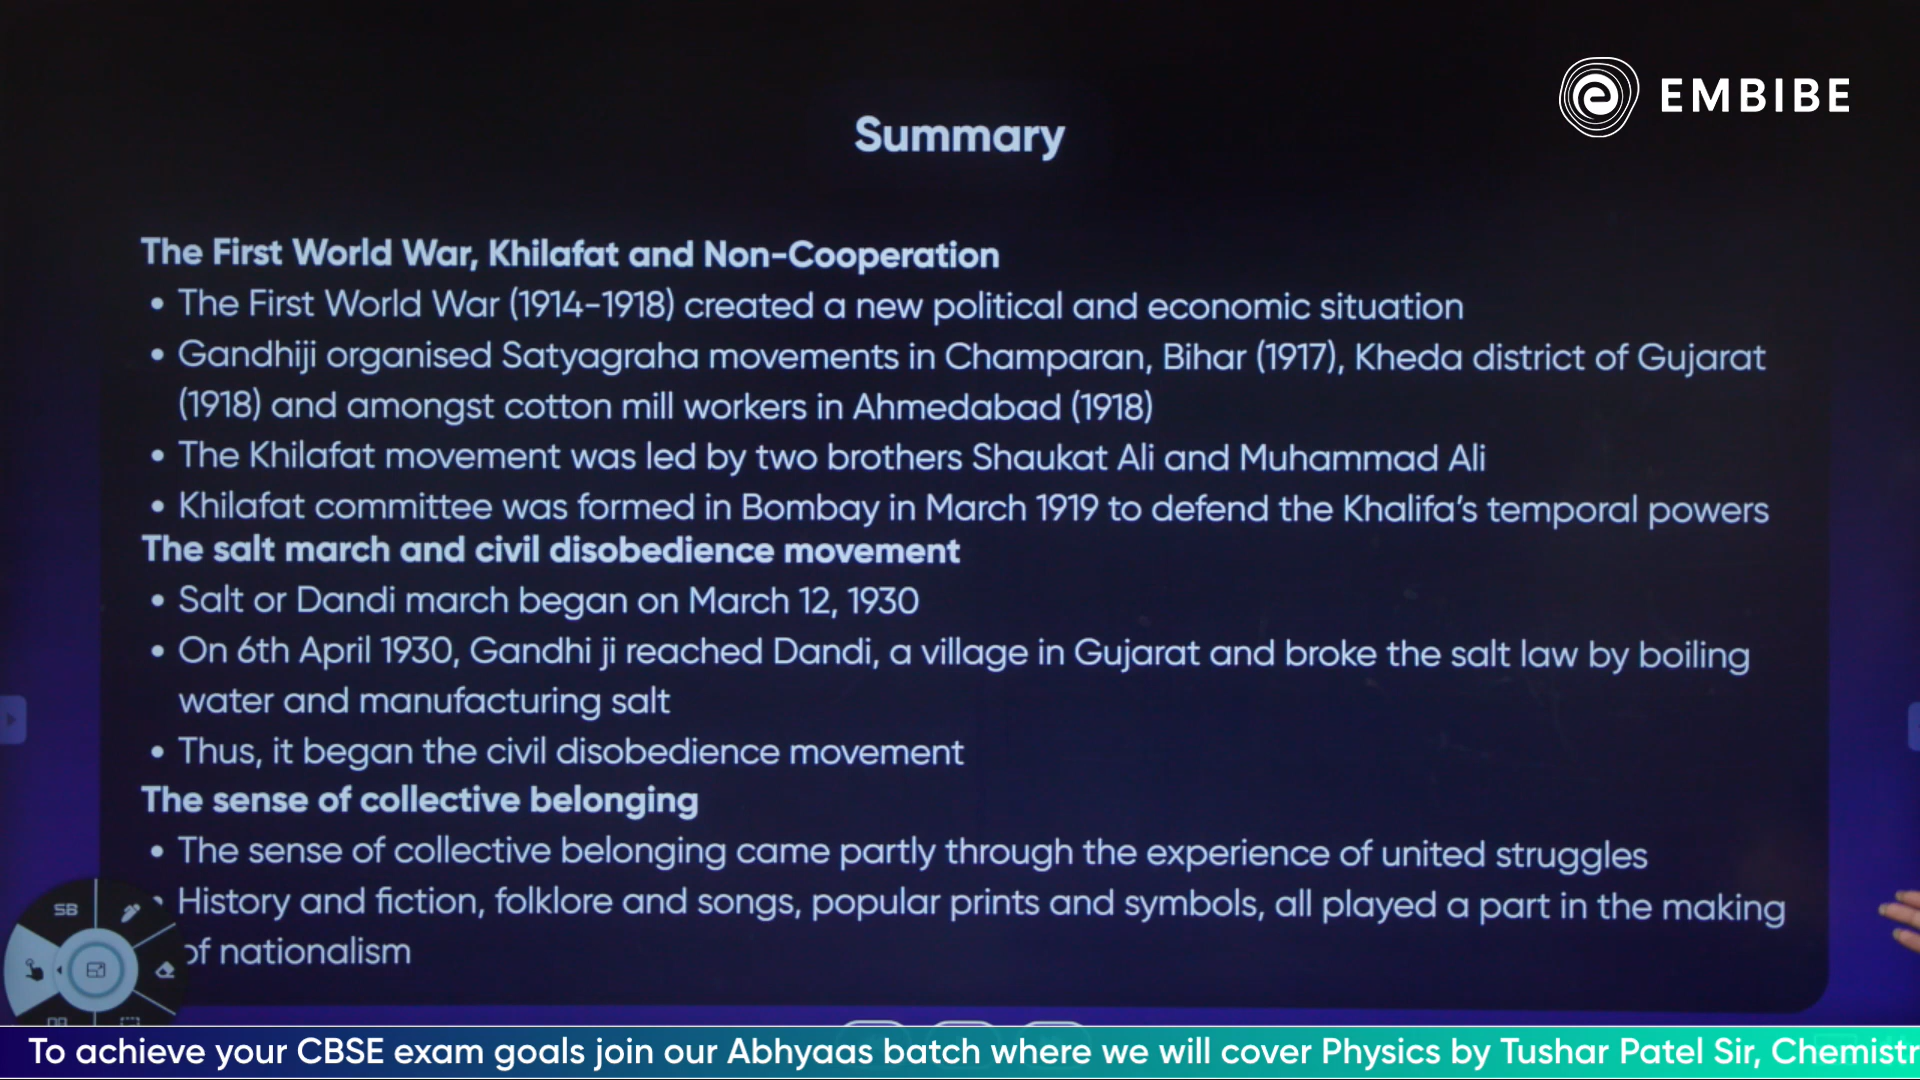 EMBIBE
Summary
The First World War, Khilafat and Non-Cooperation
• The First World War (1914-1918) created a new political and economic situation
• Gandhiji organised Satyagraha movements in Champaran, Bihar (1917), Kheda district of Gujarat
(1918) and amongst cotton mill workers in Ahmedabad (1918)
• The Khilafat movement was led by two brothers Shaukat Ali and Muhammad Ali
• Khilafat committee was formed in Bombay in March 1919 to defend the Khalifa's temporal powers
The salt march and civil disobedience movement
• Salt or Dandi march began on March 12, 1930
• On 6th April 1930, Gandhi ji reached Dandi, a village in Gujarat and broke the salt law by boiling
water and manufacturing salt
• Thus, it began the civil disobedience movement
The sense of collective belonging
• The sense of collective belonging came partly through the experience of united struggles
• History and fiction, folklore and songs, popular prints and symbols, all played a part in the making
of nationalism
SB
To achieve your CBSE exam goals join our Abhyaas batch where we will cover Physics by Tushar Patel Sir, Chemistr